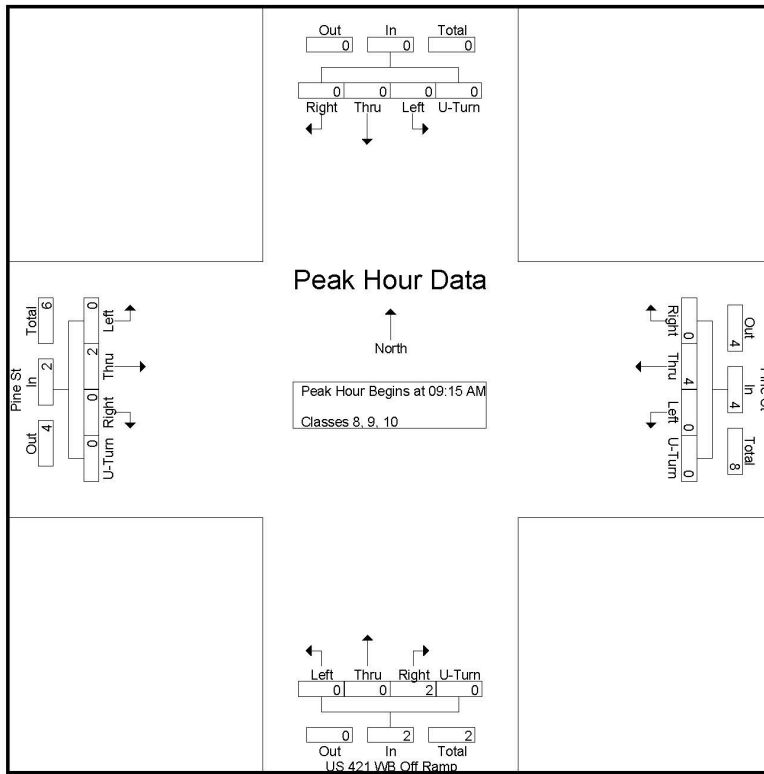 Out In Total
0 0 0
0 0 0 0
Right Thru Left U-Turn
Peak Hour Data
North
Peak Hour Begins at 09:15 AM
Classes 8, 9, 10
Pine St
Total In Out
6 2 4
0 2 0 0
Left Thru Right U-Turn
Pine St
Out In Total
4 4 8
0 4 0 0
Right Thru Left U-Turn
Left Thru Right U-Turn
0 0 2 0
0 2 2
Out In Total
US 421 WB Off Ramp